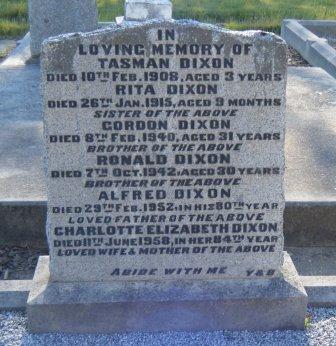 IN
LOVING MEMORY OF
TASMAN DIXON
DIED 10TH FEB. 1908, AGED 3 YEARS
RITA DIXON
DIED 26TH JAN. 1915, AGED 9 MONTHS
SISTER OF THE ABOVE
GORDON DIXON
DIED 8TH FEB. 1940, AGED 31 YEARS
BROTHER OF THE ABOVE
RONALD DIXON
DIED 7TH OCT. 1942, AGED 30 YEARS
BROTHER OF THE ABOVE
ALFRED DIXON
DIED 29TH FEB. 1952, IN HIS 80TH YEAR
LOVED FATHER OF THE ABOVE
CHARLOTTE ELIZABETH DIXON
DIED 11TH JUNE 1958, IN HER 84TH YEAR
LOVED WIFE & MOTHER OF THE ABOVE
ABIDE WITH ME Y&B